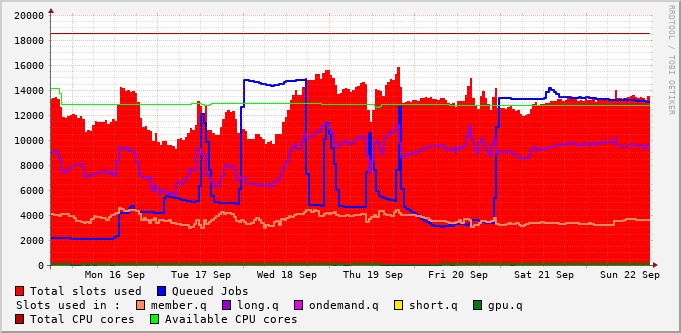 20000
18000
16000
14000
12000
10000
8000
6000
4000
2000
0
Mon 16 Sep Tue 17 Sep Wed 18 Sep Thu 19 Sep Fri 20 Sep Sat 21 Sep Sun 22 Sep
Total slots used Queued Jobs
Slots used in : member.q long.q ondemand.q short.q gpu.q
Total CPU cores Available CPU cores
RRDTOOL / TOBI OETIKER